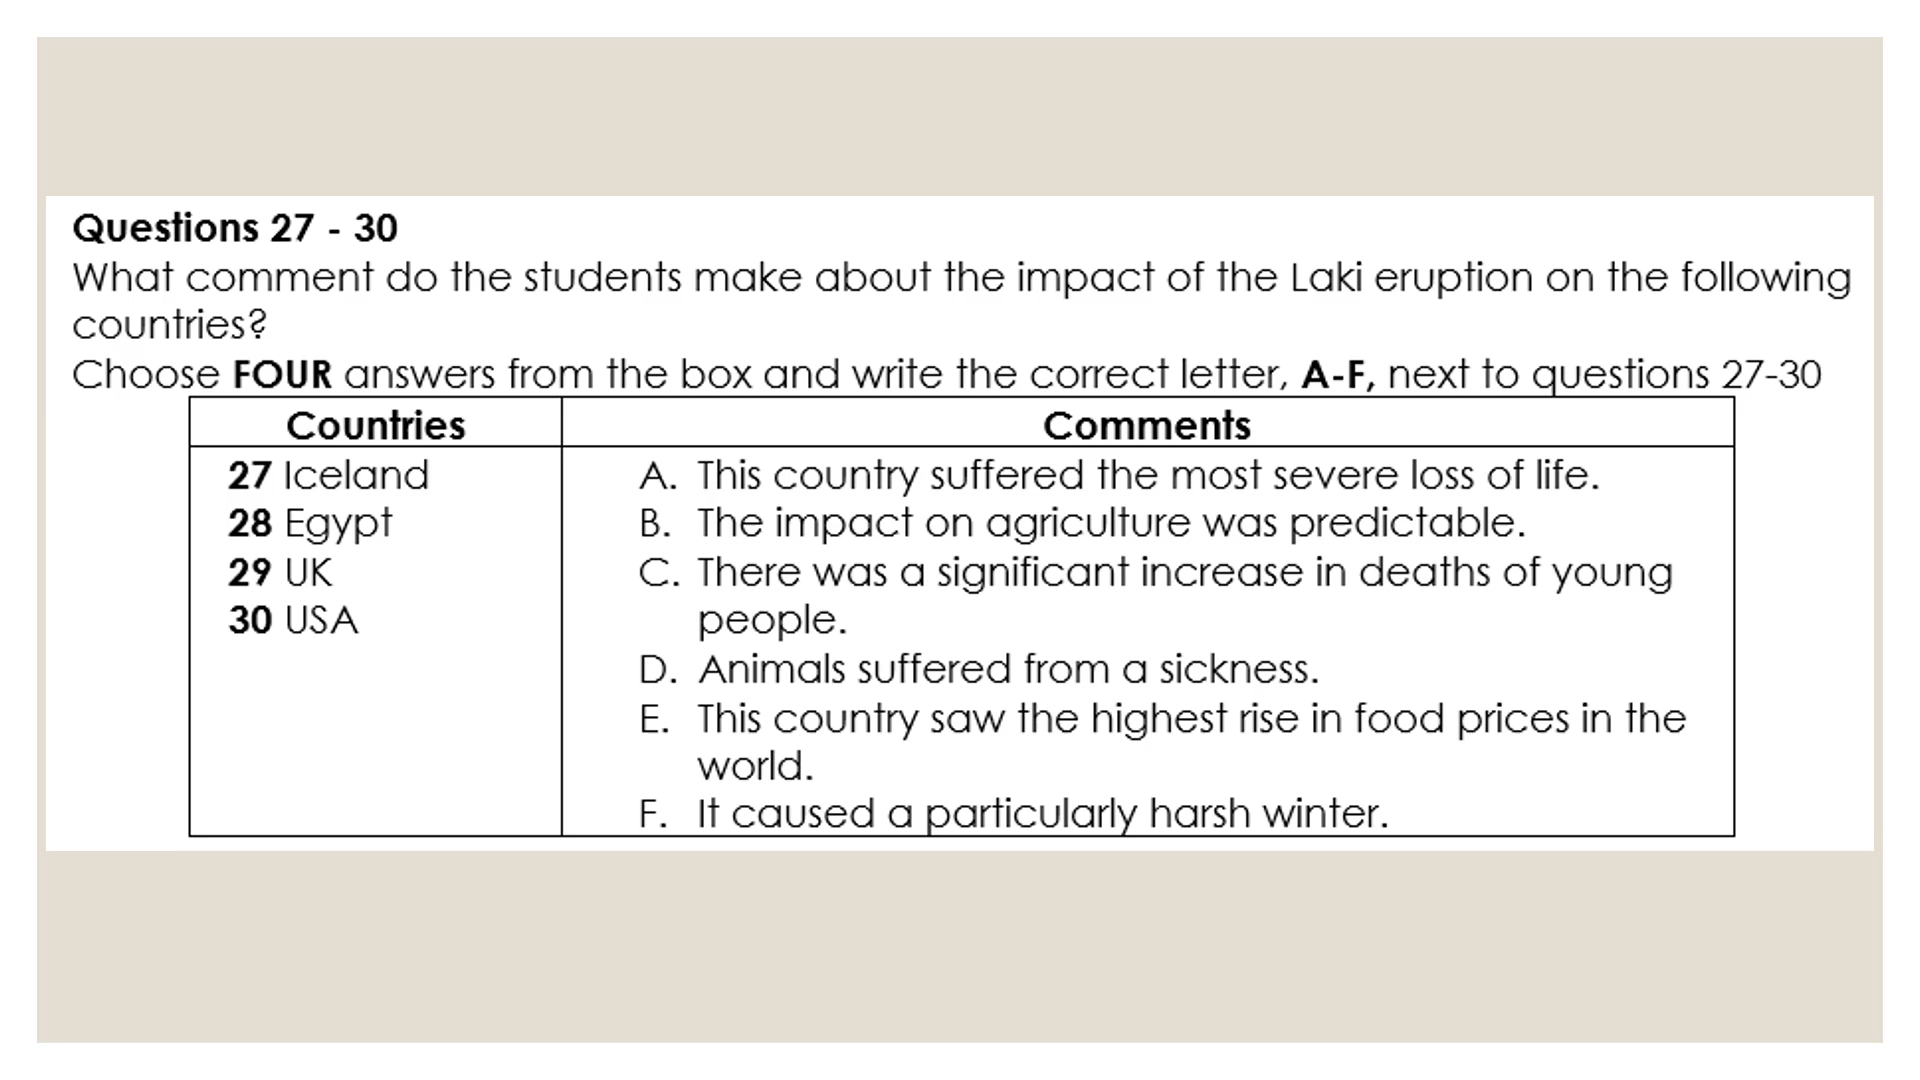 Questions 27 - 30
What comment do the students make about the impact of the Laki eruption on the following
countries?
Choose FOUR answers from the box and write the correct letter, A-F, next to questions 27-30
Countries
27 Iceland
28 Egypt
29 UK
30 USA
Comments
A. This country suffered the most severe loss of life.
B. The impact on agriculture was predictable.
C. There was a significant increase in deaths of young
people.
D. Animals suffered from a sickness.
E. This country saw the highest rise in food prices in the
world.
F. It caused a particularly harsh winter.